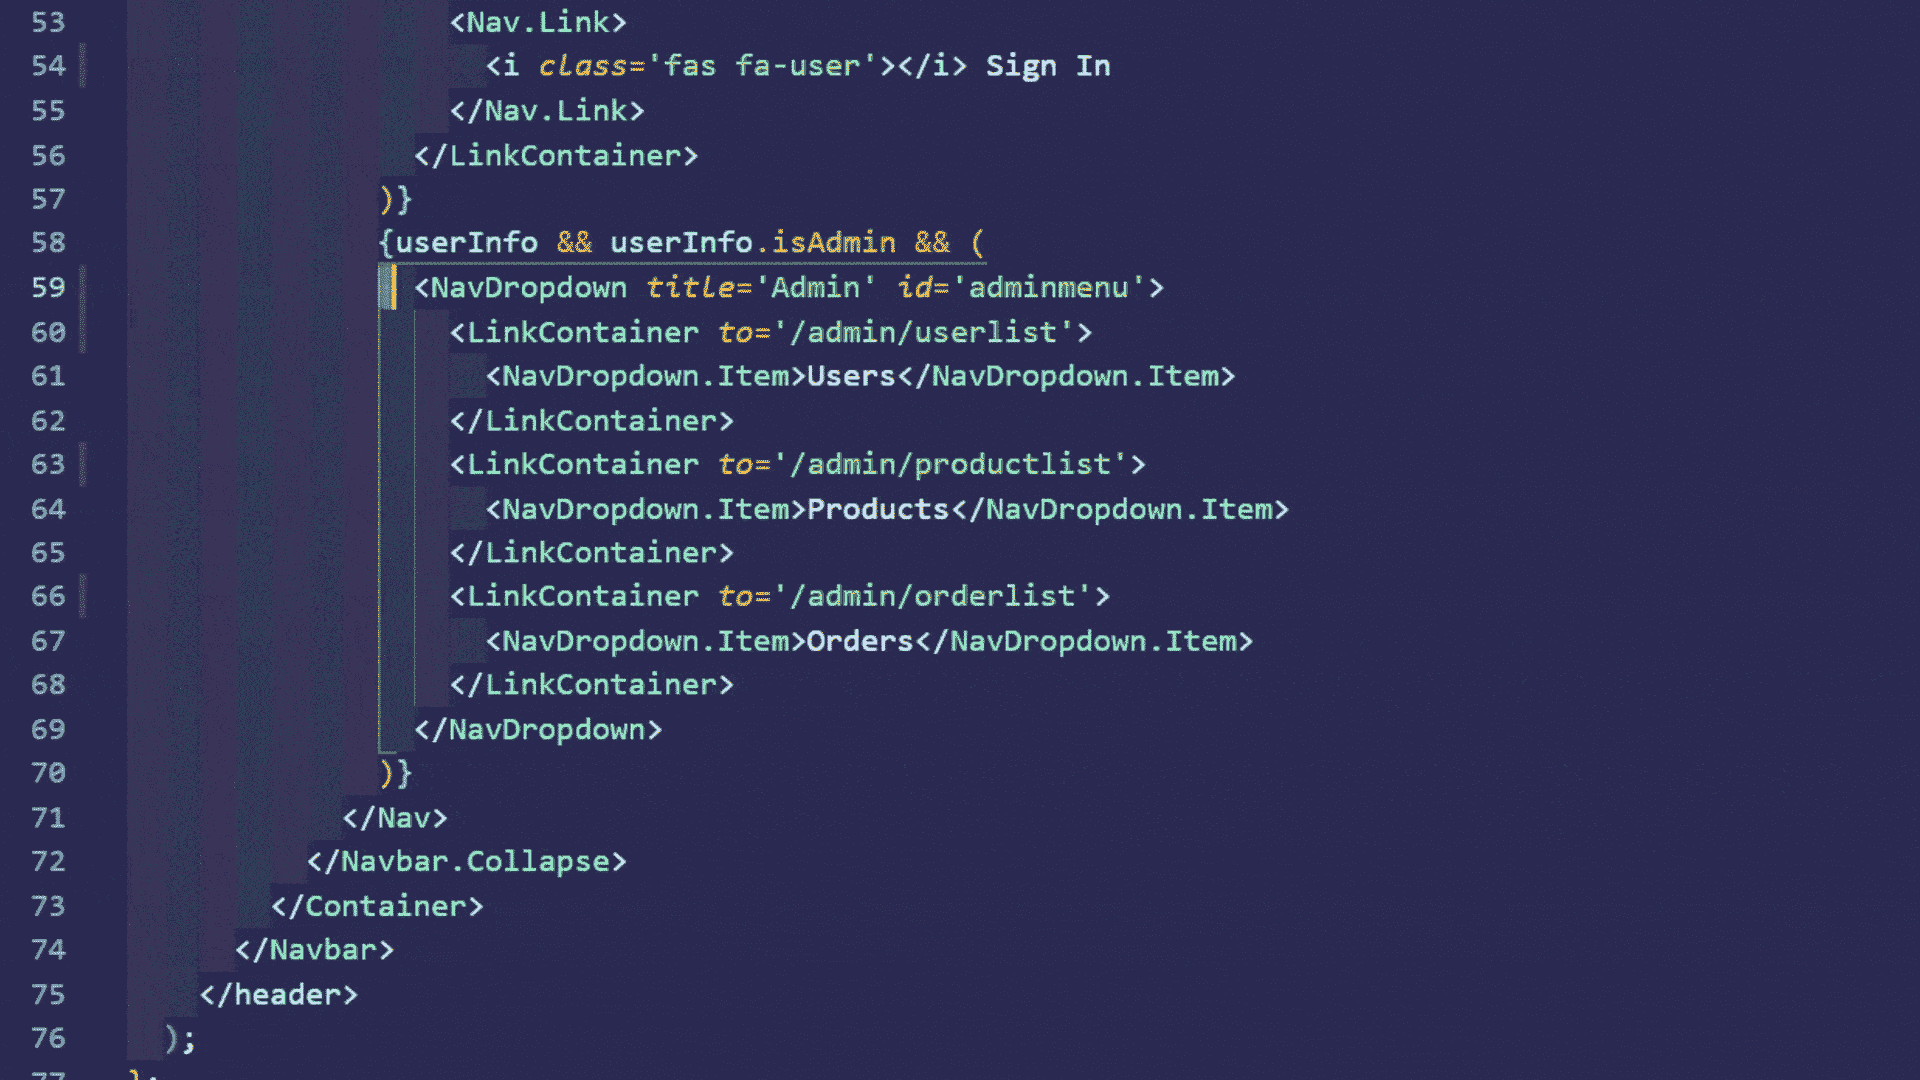 53 <Nav.Link>
54 <i class='fas fa-user'></i> Sign In
55 </Nav.Link>
56 </LinkContainer>
57 )}
58 {userInfo && userInfo.isAdmin && (
59 <NavDropdown title='Admin' id='adminmenu'>
60 <LinkContainer to='/admin/userlist'>
61 <NavDropdown.Item>Users</NavDropdown.Item>
62 </LinkContainer>
63 <LinkContainer to='/admin/productlist'>
64 <NavDropdown.Item>Products</NavDropdown.Item>
65 </LinkContainer>
66 <LinkContainer to='/admin/orderlist'>
67 <NavDropdown.Item>Orders</NavDropdown.Item>
68 </LinkContainer>
69 </NavDropdown>
70 )}
71 </Nav>
72 </Navbar.Collapse>
73 </Container>
74 </Navbar>
75 </header>
76 );
77 };